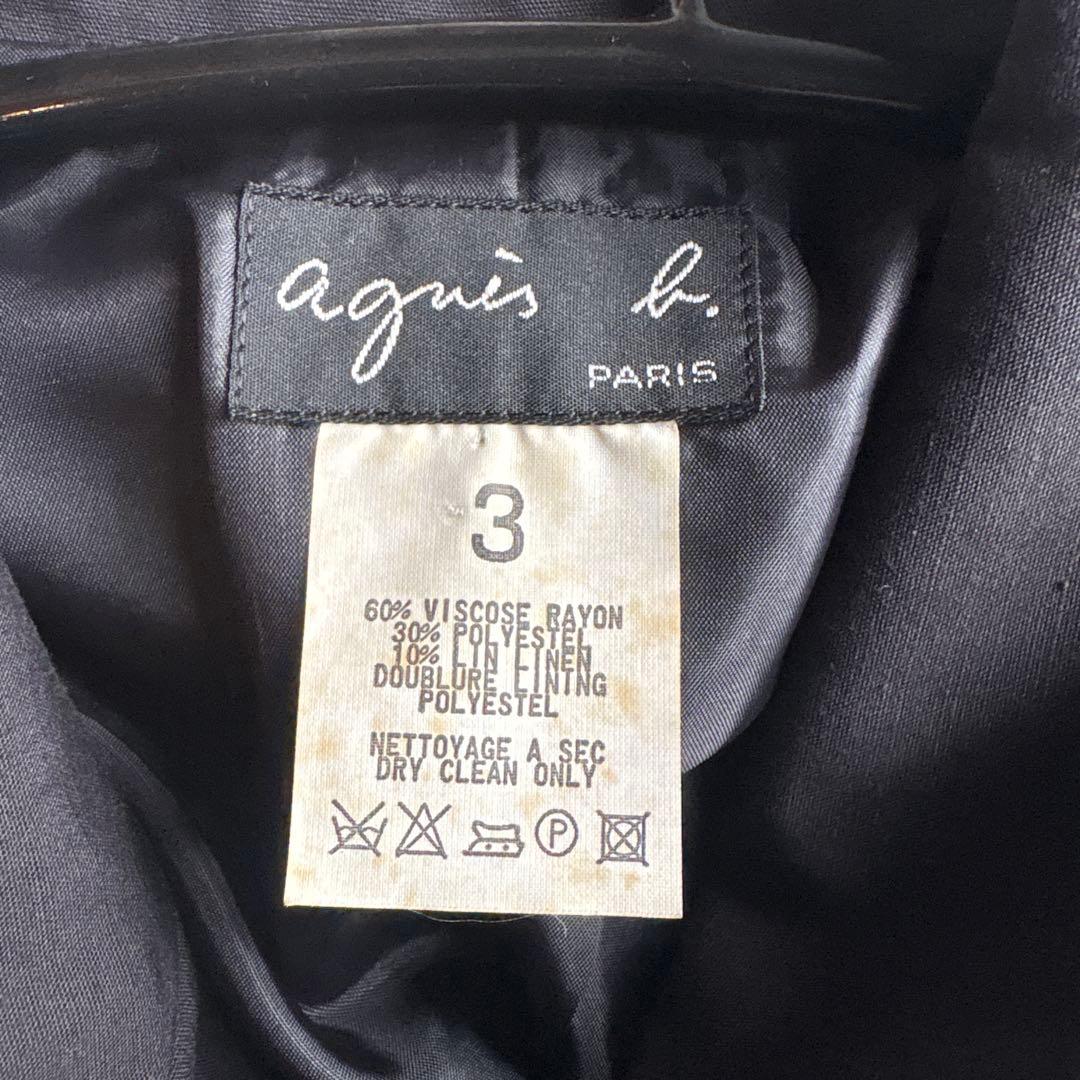 agnès b.
PARIS
3
60% VISCOSE RAYON
30% POLYESTEL
10% LIN LINEN
DOUBLURE LINING
POLYESTEL
NETTOYAGE A SEC
DRY CLEAN ONLY
P